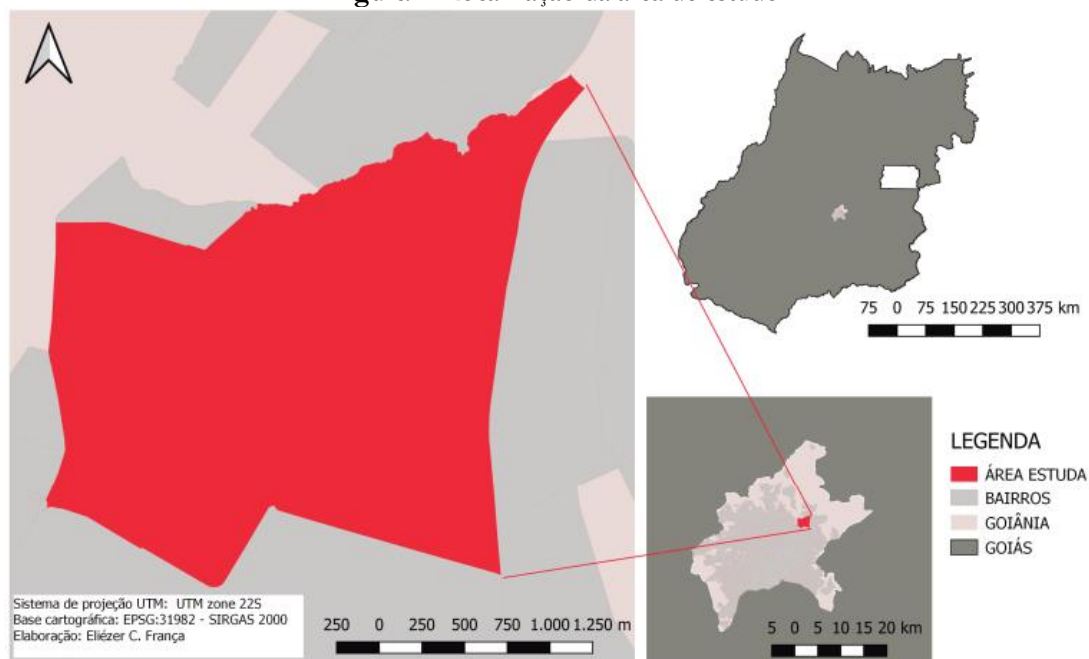 75 0 75 150 225 300 375 km
LEGENDA
ÁREA ESTUDA
BAIRROS
GOIÂNIA
GOIÁS
Sistema de projeção UTM: UTM zone 22S
Base cartográfica: EPSG:31982 - SIRGAS 2000
Elaboração: Eliézer C. França
250 0 250 500 750 1.000 1.250 m
5 0 5 10 15 20 km